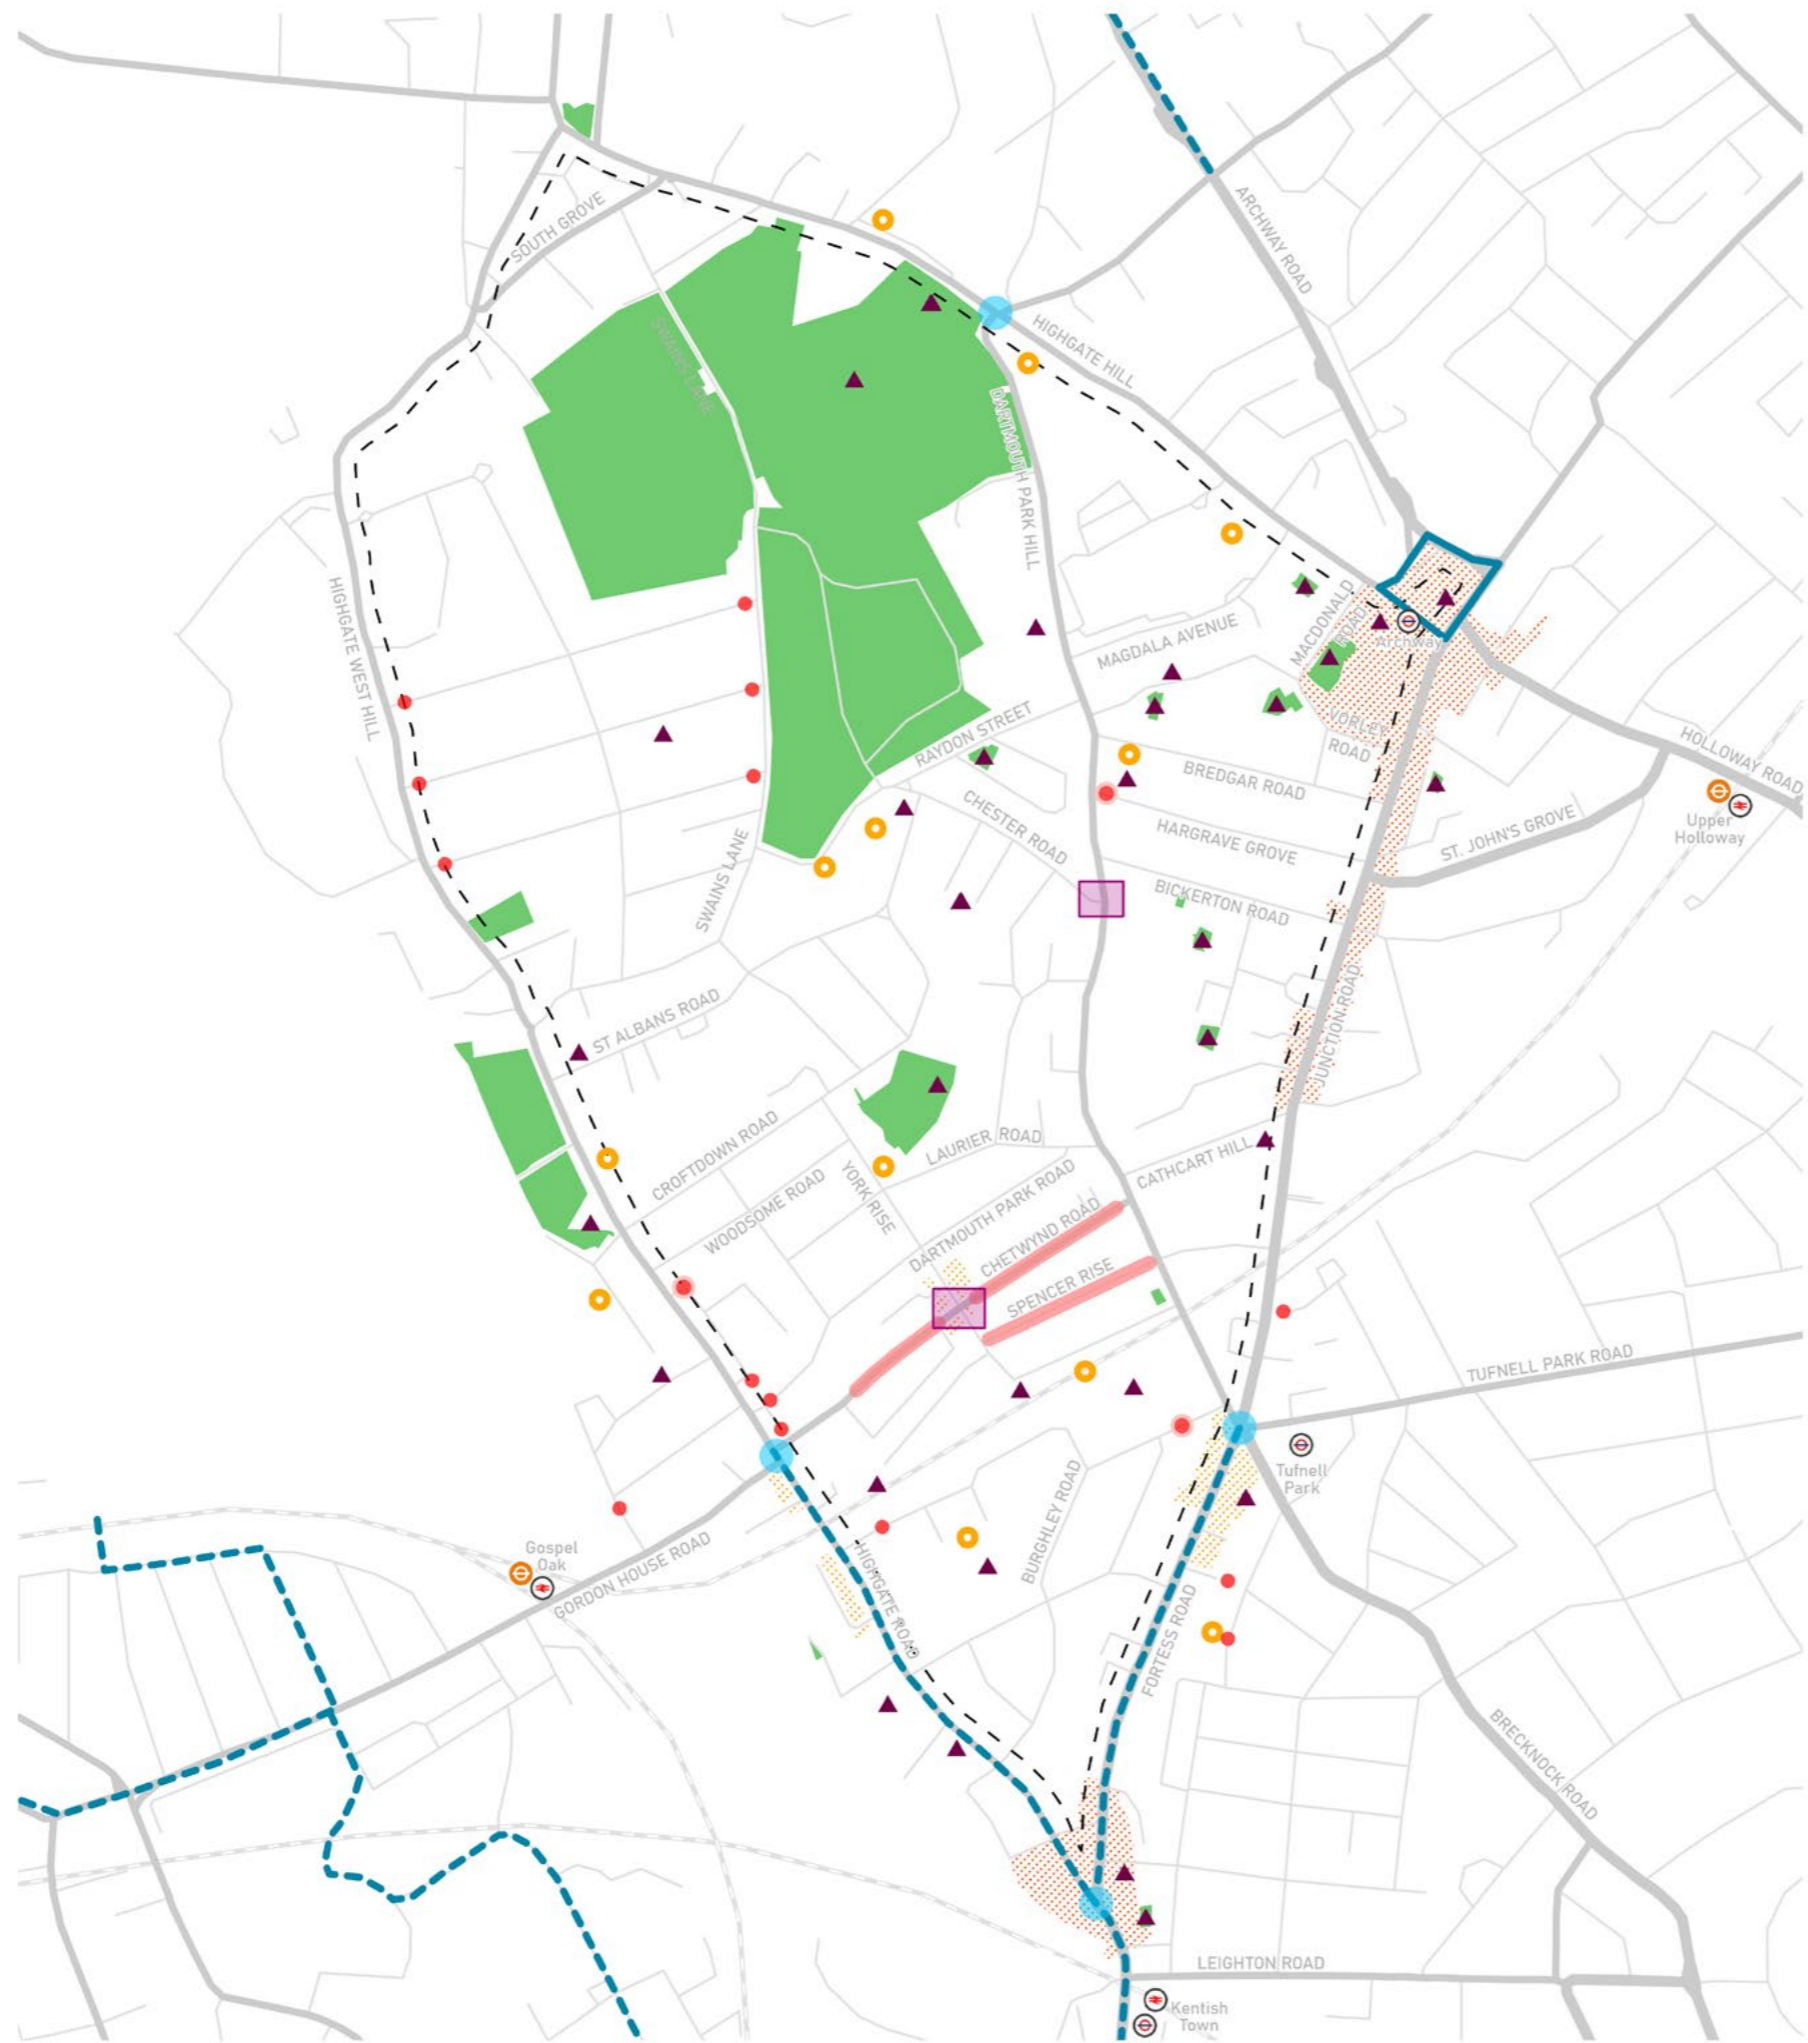 ARCHWAY ROAD
SOUTH GROVE
HIGHGATE HILL
SWAINS LANE
DARTMOUTH PARK HILL
HIGHGATE WEST HILL
MACDONALD
ROAD
Archway
MAGDALA AVENUE
RAYDON STREET
VORLEY
ROAD
HOLLOWAY ROAD
BREDGAR ROAD
Upper
Holloway
CHESTER ROAD
HARGRAVE GROVE
ST. JOHN'S GROVE
SWAINS LANE
BICKERTON ROAD
ST ALBANS ROAD
JUNCTION ROAD
CROFTDOWN ROAD
LAURIER ROAD
CATHCART HILL
WOODSOME ROAD
YORK RISE
DARTMOUTH PARK ROAD
CHETWYND ROAD
SPENCER RISE
TUFNELL PARK ROAD
Tufnell
Park
BURGHLEY ROAD
Gospel
Oak
GORDON HOUSE ROAD
HIGHGATE ROAD
FORTESS ROAD
BRECKNOCK ROAD
LEIGHTON ROAD
Kentish
Town